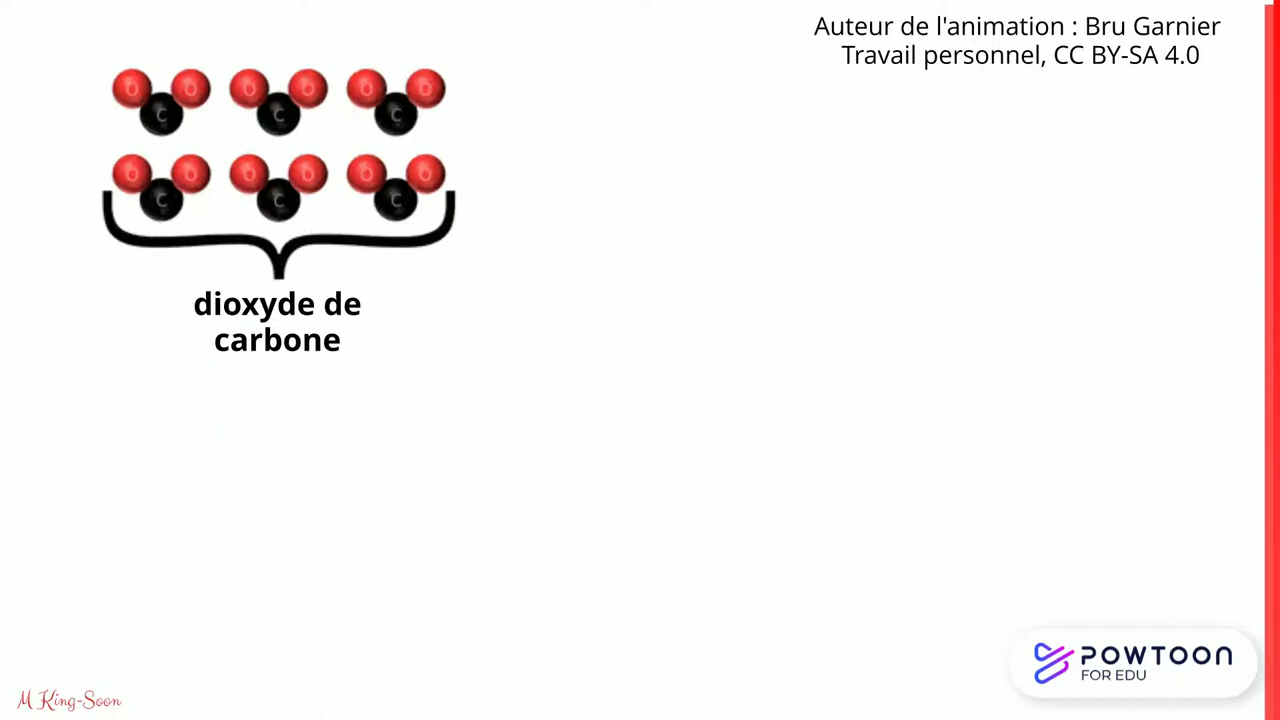 Auteur de l'animation : Bru Garnier
Travail personnel, CC BY-SA 4.0
O O O O O O
C C C
O O O O O O
C C C
dioxyde de
carbone
POWTOON
FOR EDU
M King-Soon